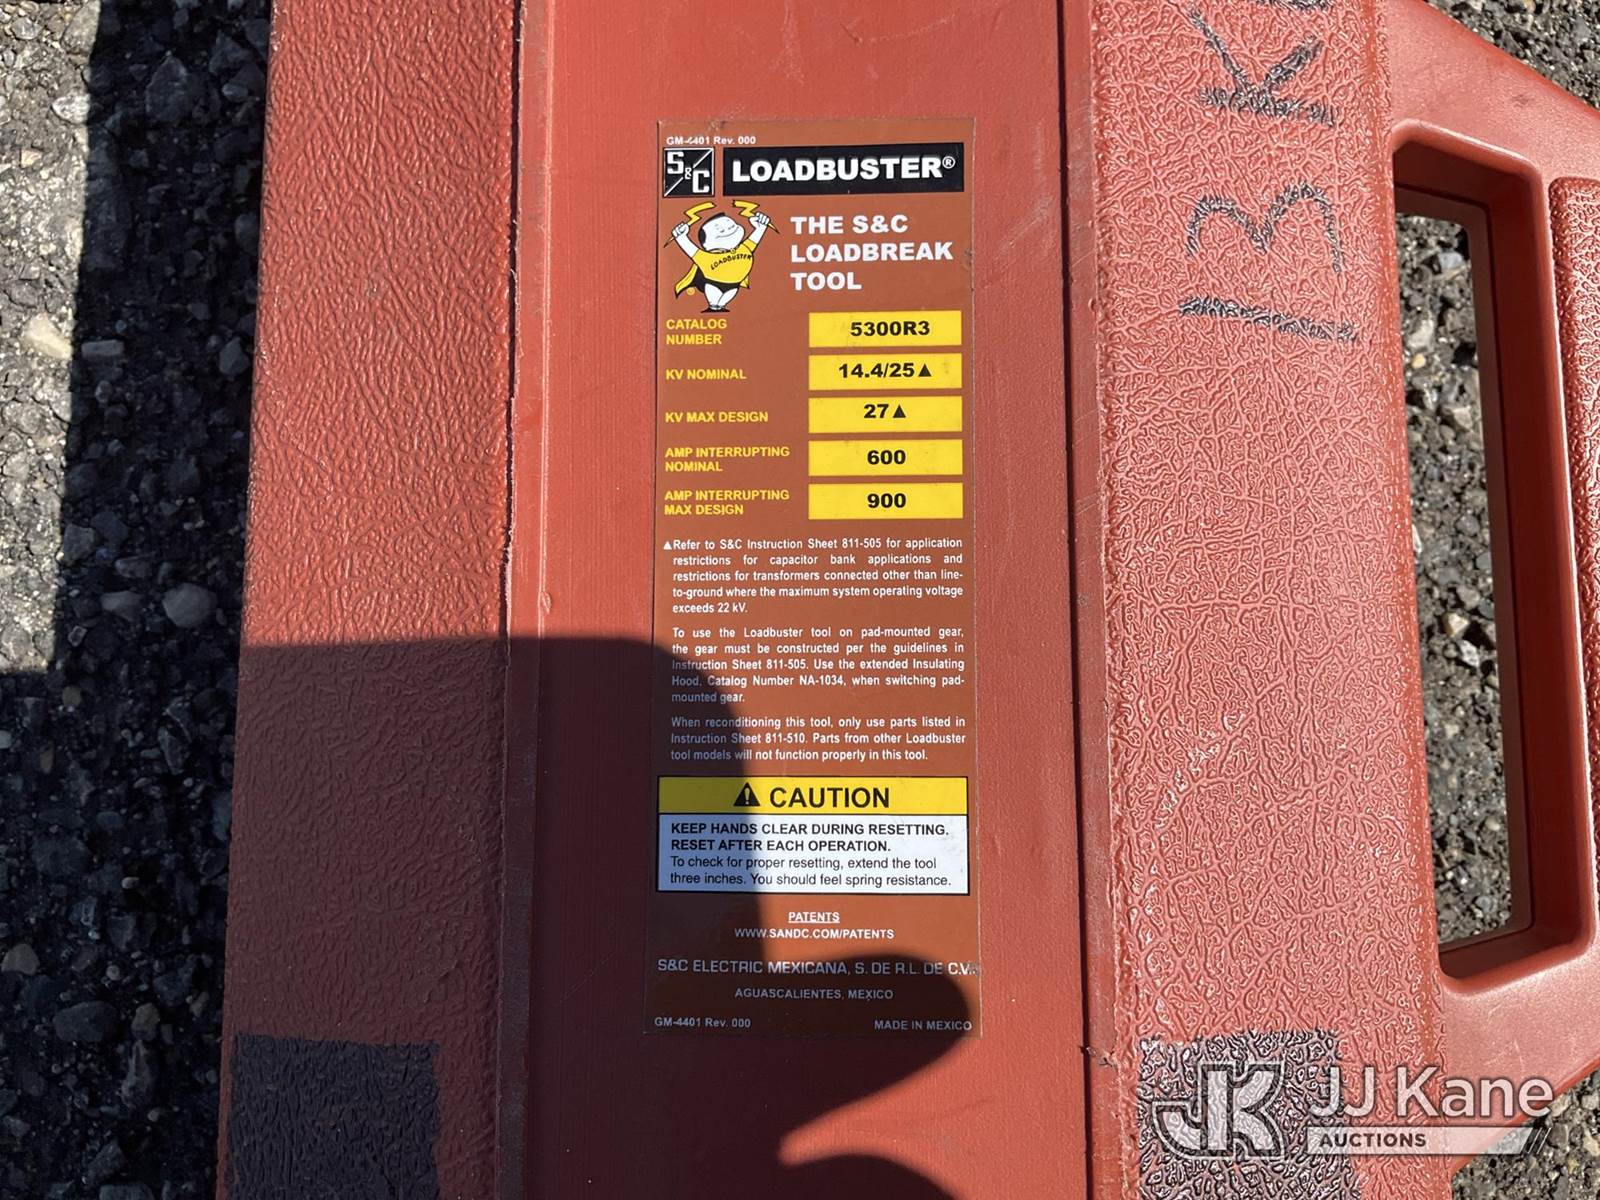 GM-4401 Rev. 000
S&C
LOADBUSTER®
LOADBUSTER
®
THE S&C
LOADBREAK
TOOL
CATALOG
NUMBER
5300R3
KV NOMINAL
14.4/25▲
KV MAX DESIGN
27▲
AMP INTERRUPTING
NOMINAL
600
AMP INTERRUPTING
MAX DESIGN
900
▲Refer to S&C Instruction Sheet 811-505 for application
restrictions for capacitor bank applications and
restrictions for transformers connected other than line-
to-ground where the maximum system operating voltage
exceeds 22 kV.
To use the Loadbuster tool on pad-mounted gear,
the gear must be constructed per the guidelines in
Instruction Sheet 811-505. Use the extended Insulating
Hood, Catalog Number NA-1034, when switching pad-
mounted gear.
When reconditioning this tool, only use parts listed in
Instruction Sheet 811-510. Parts from other Loadbuster
tool models will not function properly in this tool.
CAUTION
KEEP HANDS CLEAR DURING RESETTING.
RESET AFTER EACH OPERATION.
To check for proper resetting, extend the tool
three inches. You should feel spring resistance.
PATENTS
WWW.SANDC.COM/PATENTS
S&C ELECTRIC MEXICANA, S. DE R.L. DE C.V.
AGUASCALIENTES, MEXICO
GM-4401 Rev. 000
MADE IN MEXICO
JK
JJ Kane
AUCTIONS